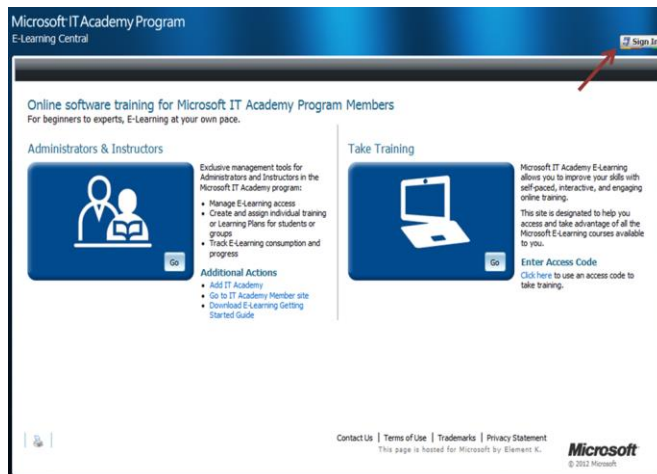 Microsoft IT Academy Program
E-Learning Central
Sign In
Online software training for Microsoft IT Academy Program Members
For beginners to experts, E-Learning at your own pace.
Administrators & Instructors
Go
Exclusive management tools for
Administrators and Instructors in the
Microsoft IT Academy program:
• Manage E-Learning access
• Create and assign individual training
or Learning Plans for students or
groups
• Track E-Learning consumption and
progress
Additional Actions
• Add IT Academy
• Go to IT Academy Member site
• Download E-Learning Getting
Started Guide
Take Training
Go
Microsoft IT Academy E-Learning
allows you to improve your skills with
self-paced, interactive, and engaging
online training.
This site is designated to help you
access and take advantage of all the
Microsoft E-Learning courses available
to you.
Enter Access Code
Click here to use an access code to
take training.
Contact Us | Terms of Use | Trademarks | Privacy Statement
This page is hosted for Microsoft by Element K.
Microsoft
© 2012 Microsoft